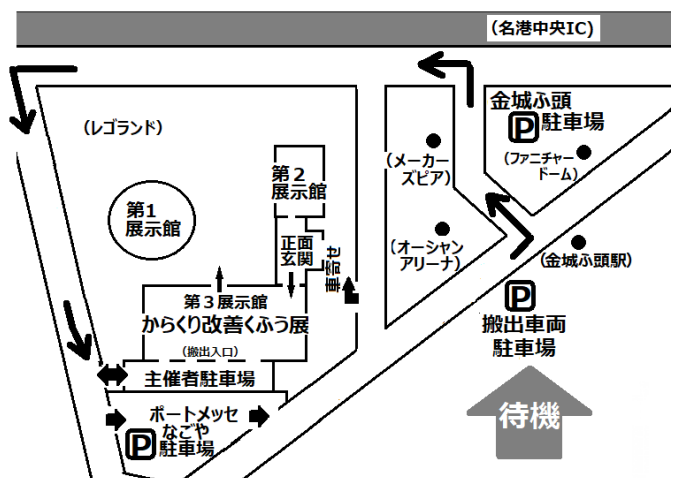 (名港中央IC)
金城ふ頭
P 駐車場
(レゴランド)
(メーカー
ズピア)
(ファニチャー
ドーム)
第2
展示館
第1
展示館
正面
玄関
車寄せ
(オーシャン
アリーナ)
(金城ふ頭駅)
第3展示館
からくり改善くふう展
(搬出入口)
P
搬出車両
駐車場
主催者駐車場
ポートメッセ
なごや
P 駐車場
待機